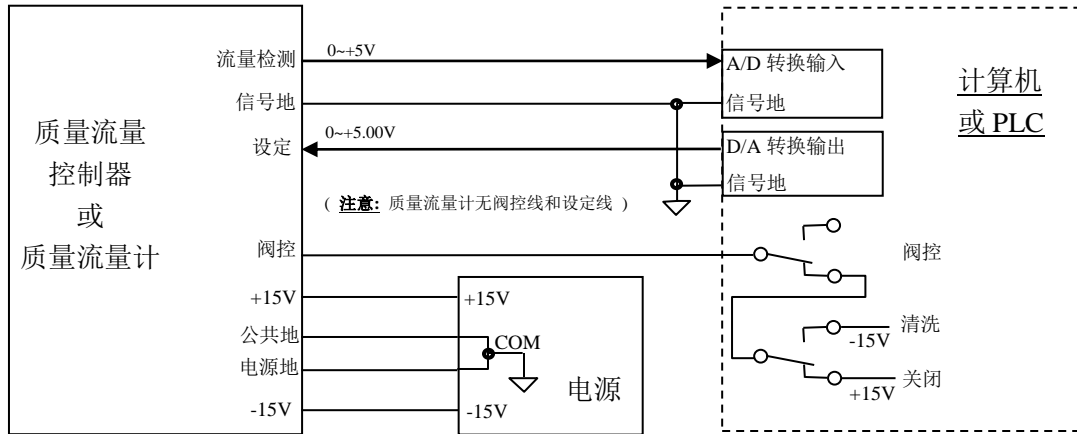 质量流量
控制器
或
质量流量计
流量检测
信号地
设定
阀控
+15V
公共地
电源地
-15V
0~+5V
0~+5.00V
( 注意: 质量流量计无阀控线和设定线 )
+15V
COM
-15V
电源
A/D 转换输入
信号地
D/A 转换输出
信号地
计算机
或 PLC
阀控
清洗
-15V
关闭
+15V